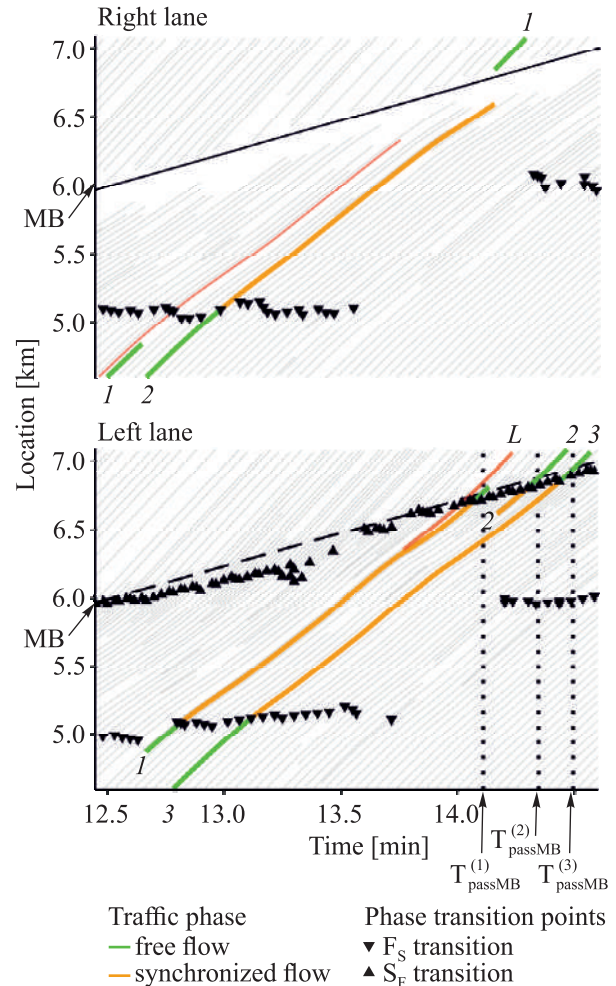 Right lane
1
7.0
6.5
6.0
MB
5.5
5.0
1 2
Location [km]
Left lane
L 2 3
7.0
2
6.5
6.0
MB
5.5
5.0
1
3
12.5 13.0 13.5 14.0
Time [min]
T(1)passMB T(2)passMB T(3)passMB
Traffic phase Phase transition points
free flow ▼ FS transition
synchronized flow ▲ SF transition